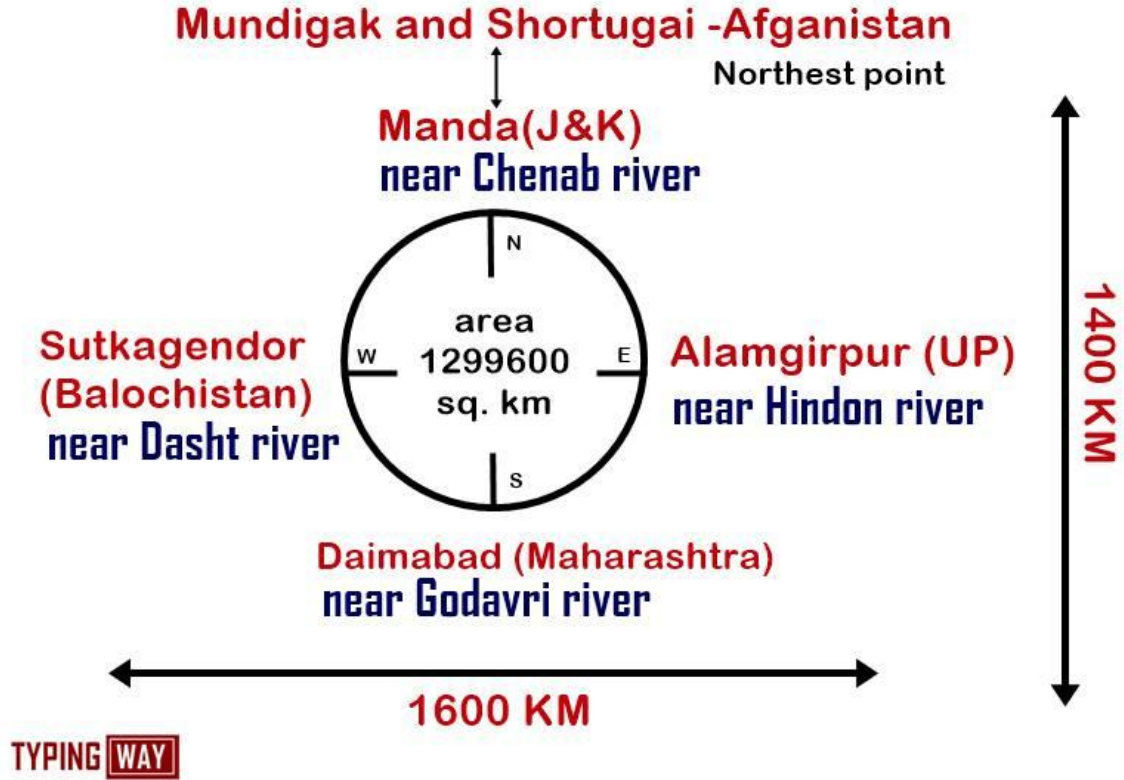 Mundigak and Shortugai -Afganistan
Northest point
Manda(J&K)
near Chenab river
N
area
1299600
sq. km
W
E
S
Sutkagendor
(Balochistan)
near Dasht river
Alamgirpur (UP)
near Hindon river
1400 KM
Daimabad (Maharashtra)
near Godavri river
1600 KM
TYPING WAY